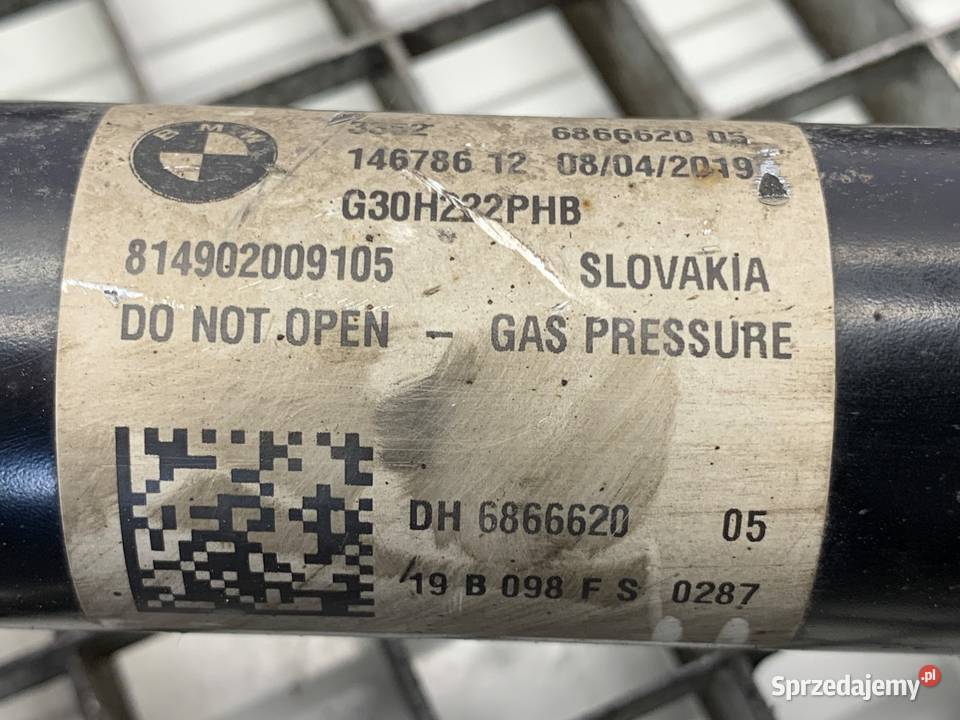 BMW
3352 6866620 05
146786 12 08/04/2019
G30H222PHB
814902009105 SLOVAKIA
DO NOT OPEN - GAS PRESSURE
DH 6866620 05
19 B 098 F S 0287
Sprzedajemy.pl